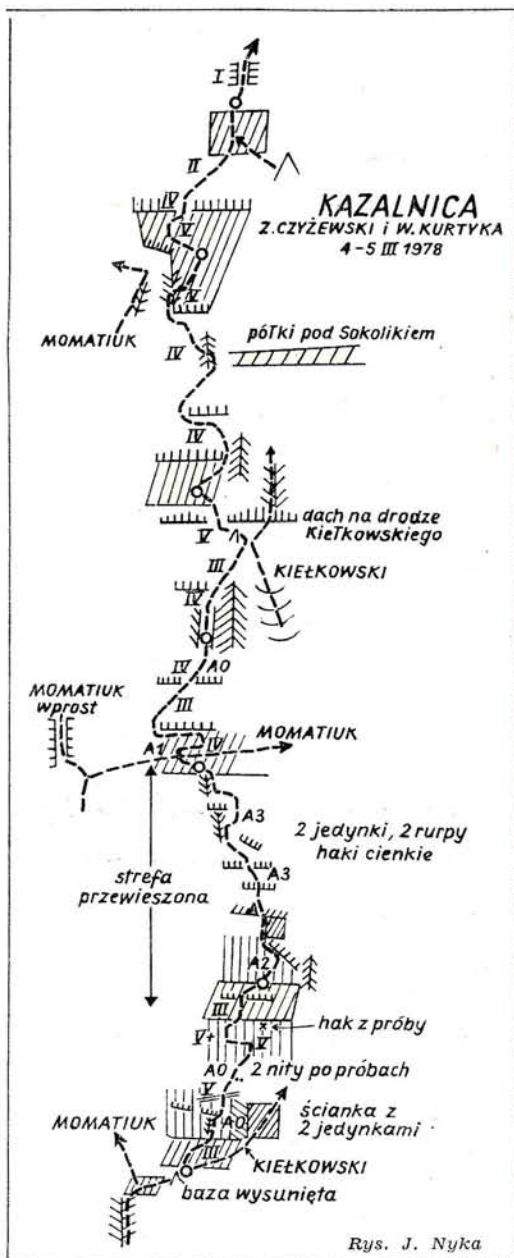 I
II
KAZALNICA
Z. CZYŻEWSKI i W. KURTYKA
4-5 III 1978
IV
IV
IV
MOMATIUK
półki pod Sokolikiem
IV
IV
dach na drodze
Kiełkowskiego
V
KIEŁKOWSKI
III
IV
IV
A0
MOMATIUK
wprost
III
MOMATIUK
A1
IV
A3
2 jedynki, 2 rurpy
haki cienkie
strefa
przewieszona
A3
A2
III
hak z próby
V+
V
A0
2 nity po próbach
V
A0
ścianka z
2 jedynkami
MOMATIUK
III
KIEŁKOWSKI
baza wysunięta
Rys. J. Nyka